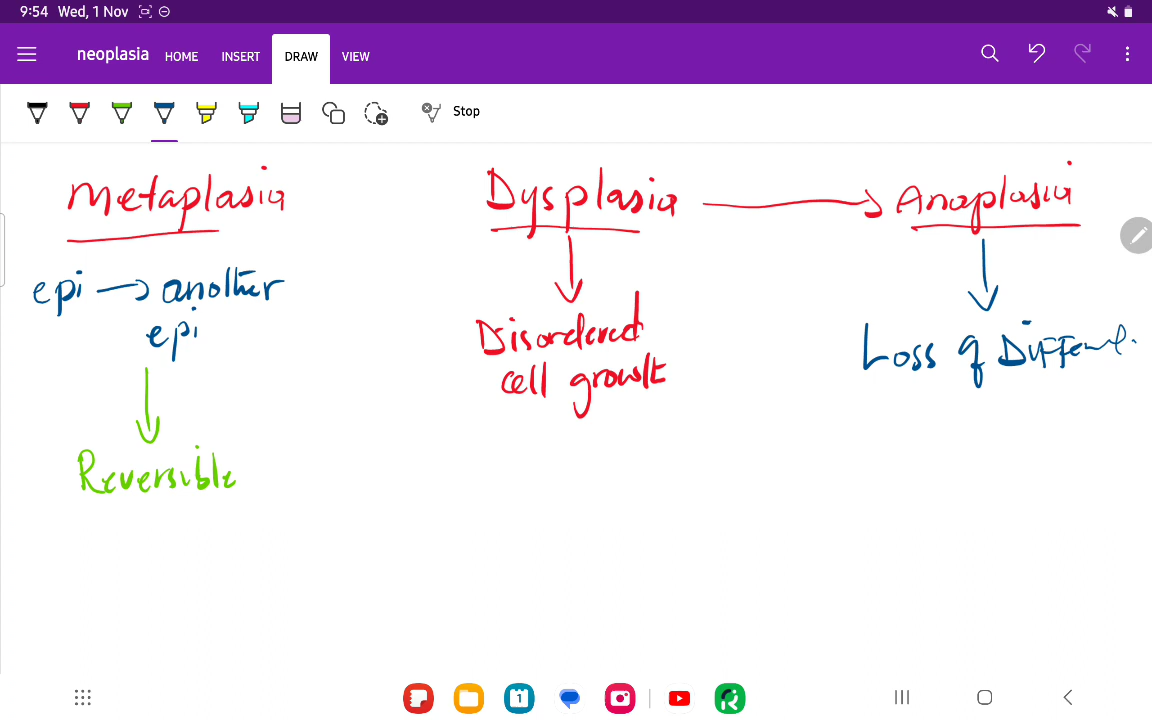 9:54 Wed, 1 Nov
neoplasia HOME INSERT DRAW VIEW
Stop
Metaplasia
epi → another
epi
Reversible
Dysplasia → Anaplasia
Disordered
cell growth
Loss of
1